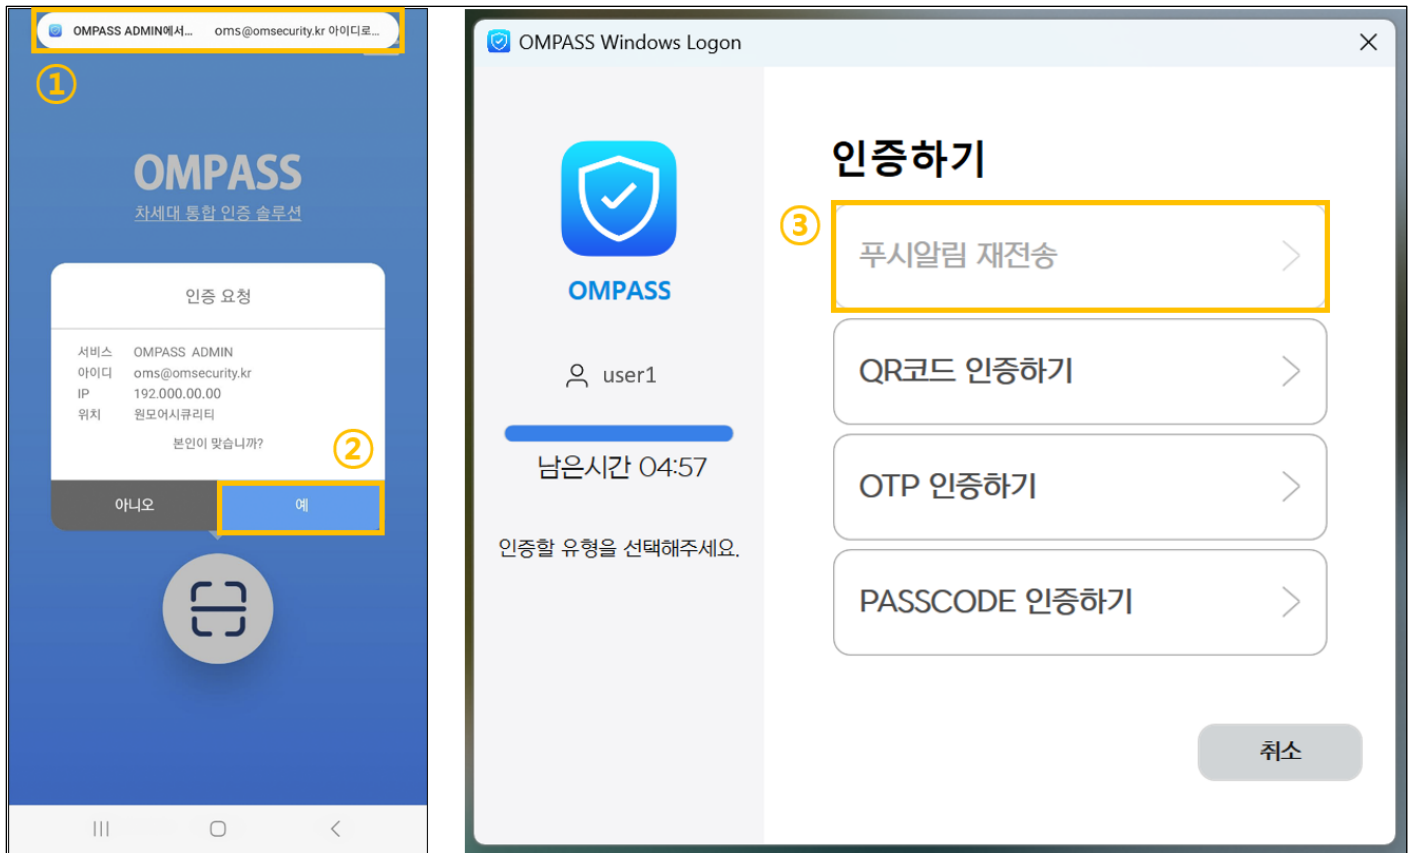 OMPASS ADMIN에서... oms@omsecurity.kr 아이디로...
①
OMPASS
차세대 통합 인증 솔루션
인증 요청
서비스 OMPASS ADMIN
아이디 oms@omsecurity.kr
IP 192.000.00.00
위치 원모어시큐리티
본인이 맞습니까?
②
아니오 예
OMPASS Windows Logon
OMPASS
user1
남은시간 04:57
인증할 유형을 선택해주세요.
인증하기
③
푸시알림 재전송
QR코드 인증하기
OTP 인증하기
PASSCODE 인증하기
취소